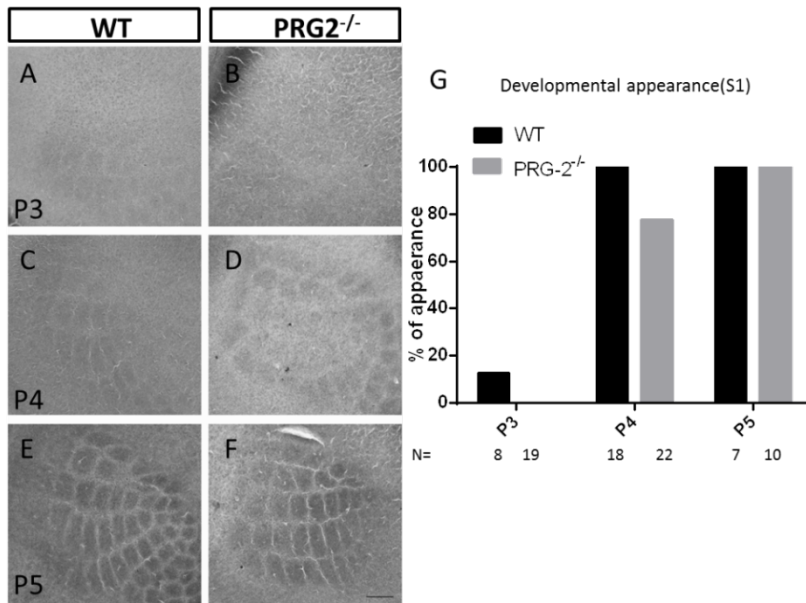 WT
PRG2-/-
A
B
P3
C
D
P4
E
F
P5
G
Developmental appearance(S1)
WT
PRG-2-/-
% of appaerance
100
80
60
40
20
0
P3
P4
P5
N= 8 19 18 22 7 10